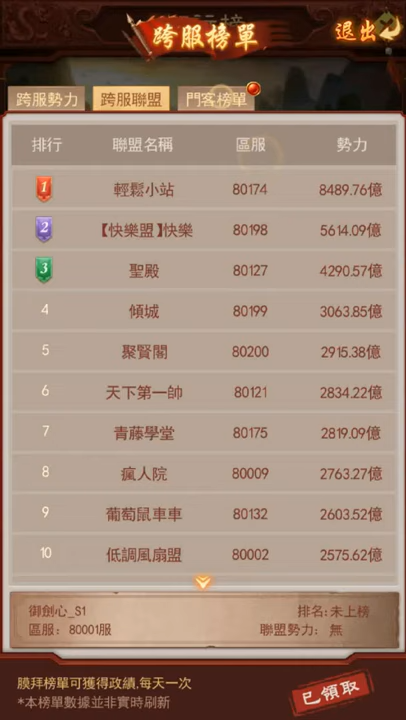 跨服榜單
退出
跨服勢力 跨服聯盟 門客榜單
排行 聯盟名稱 區服 勢力
1 輕鬆小站 80174 8489.76億
2 【快樂盟】快樂 80198 5614.09億
3 聖殿 80127 4290.57億
4 傾城 80199 3063.85億
5 聚賢閣 80200 2915.38億
6 天下第一帥 80121 2834.22億
7 青藤學堂 80175 2819.09億
8 瘋人院 80009 2763.27億
9 葡萄鼠車車 80132 2603.52億
10 低調風扇盟 80002 2575.62億
御劍心_S1 排名:未上榜
區服: 80001服 聯盟勢力: 無
膜拜榜單可獲得政績,每天一次
*本榜單數據並非實時刷新
已領取